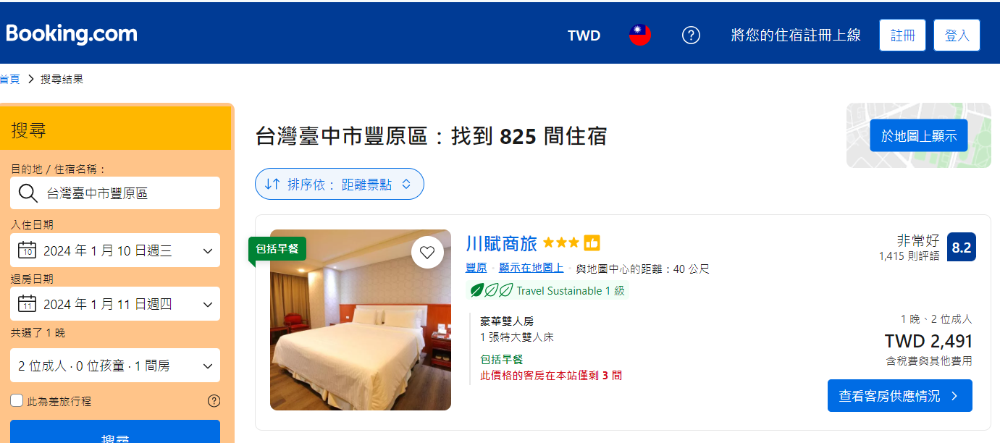 Booking.com
TWD
將您的住宿註冊上線
註冊
登入
首頁 > 搜尋結果
搜尋
目的地 / 住宿名稱：
台灣臺中市豐原區
入住日期
10
2024 年 1 月 10 日週三
退房日期
11
2024 年 1 月 11 日週四
共選了 1 晚
2 位成人 · 0 位孩童 · 1 間房
此為差旅行程
搜尋
台灣臺中市豐原區：找到 825 間住宿
於地圖上顯示
排序依： 距離景點
包括早餐
川賦商旅
豐原 · 顯示在地圖上 · 與地圖中心的距離：40 公尺
Travel Sustainable 1 級
豪華雙人房
1 張特大雙人床
包括早餐
此價格的客房在本站僅剩 3 間
非常好
1,415 則評語
8.2
1 晚、2 位成人
TWD 2,491
含稅費與其他費用
查看客房供應情況